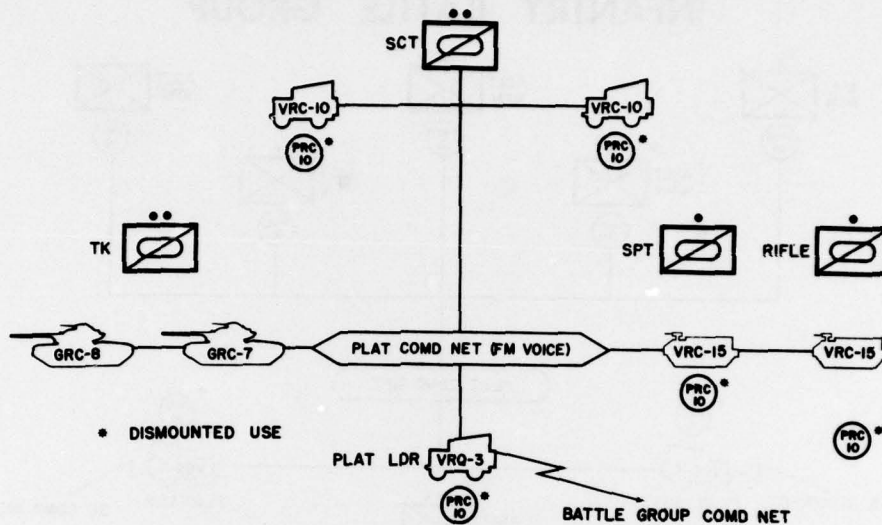 SCT
VRC-10
VRC-10
PRC
10 *
PRC
10 *
TK
SPT
RIFLE
GRC-8
GRC-7
PLAT COMD NET (FM VOICE)
VRC-15
VRC-15
PRC
10 *
* DISMOUNTED USE
PRC
10 *
PLAT LDR
VRQ-3
PRC
10 *
BATTLE GROUP COMD NET